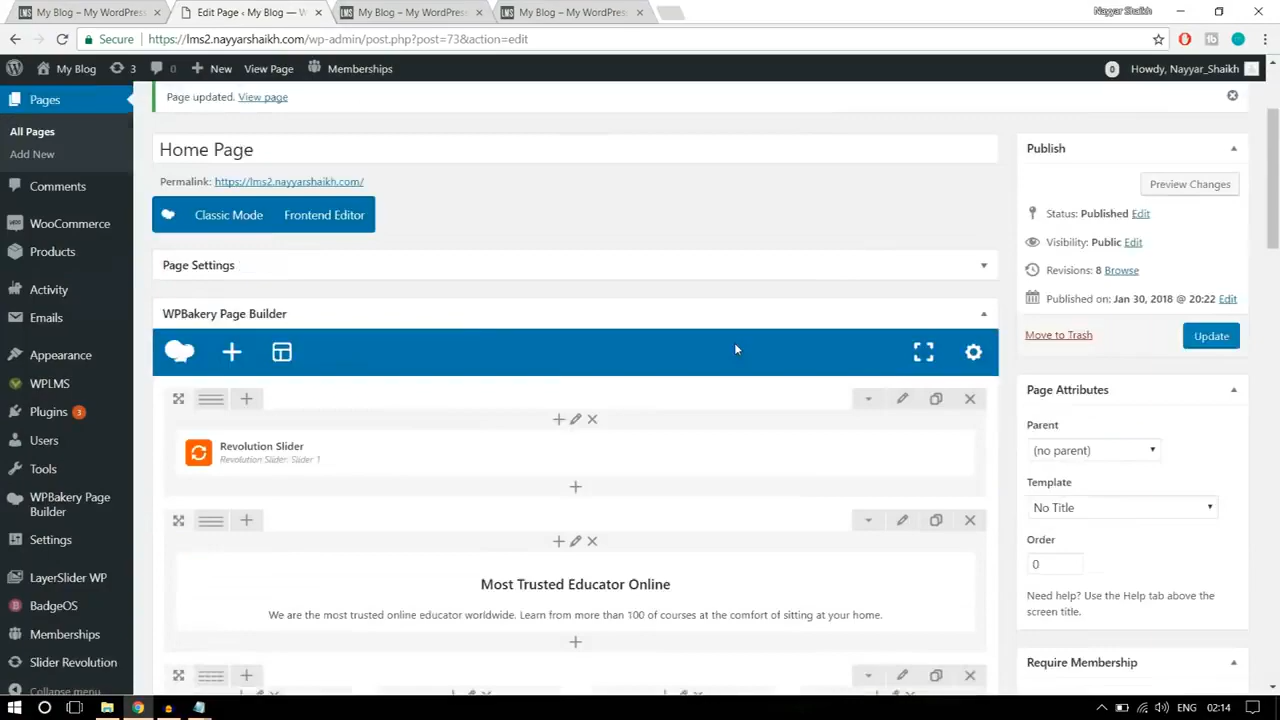 My Blog – My WordPress
Edit Page ‹ My Blog — W
My Blog – My WordPress
My Blog – My WordPress
Nayyar Shaikh
Secure
https://lms2.nayyarshaikh.com/wp-admin/post.php?post=73&action=edit
My Blog
3
0
New
View Page
Memberships
0
Howdy, Nayyar_Shaikh
Pages
All Pages
Add New
Comments
WooCommerce
Products
Activity
Emails
Appearance
WPLMS
Plugins 3
Users
Tools
WPBakery Page
Builder
Settings
LayerSlider WP
BadgeOS
Memberships
Slider Revolution
Collapse menu
Page updated. View page
Home Page
Permalink: https://lms2.nayyarshaikh.com/
Classic Mode
Frontend Editor
Page Settings
WPBakery Page Builder
Revolution Slider
Revolution Slider: Slider 1
Most Trusted Educator Online
We are the most trusted online educator worldwide. Learn from more than 100 of courses at the comfort of sitting at your home.
Publish
Preview Changes
Status: Published Edit
Visibility: Public Edit
Revisions: 8 Browse
Published on: Jan 30, 2018 @ 20:22 Edit
Move to Trash
Update
Page Attributes
Parent
(no parent)
Template
No Title
Order
0
Need help? Use the Help tab above the
screen title.
Require Membership
ENG
02:14